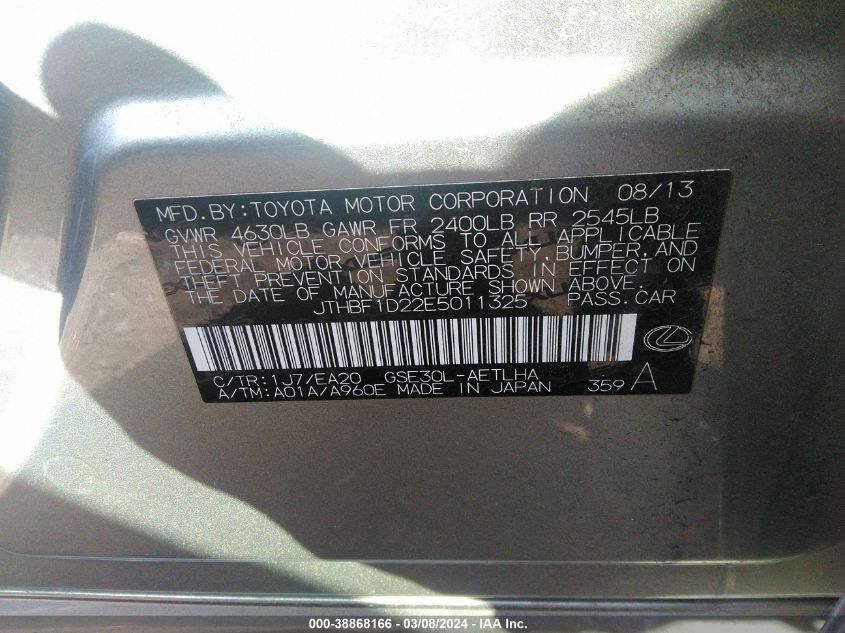 MFD.BY:TOYOTA MOTOR CORPORATION 08/13
GVWR 4630LB GAWR FR 2400LB RR 2545LB
THIS VEHICLE CONFORMS TO ALL APPLICABLE
FEDERAL MOTOR VEHICLE SAFETY,BUMPER,AND
THEFT PREVENTION STANDARDS IN EFFECT ON
THE DATE OF MANUFACTURE SHOWN ABOVE.
JTHBF1D22E5011325 PASS.CAR
C/TR:1J7/EA20 GSE30L-AETLHA
A/TM:A01A/A960E MADE IN JAPAN 359 A
000-38868166 — 03/08/2024 — IAA Inc.